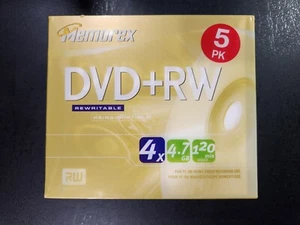 Memorex
5
PK
DVD+RW
REWRITABLE
4x
4.7
GB
120
min
RW